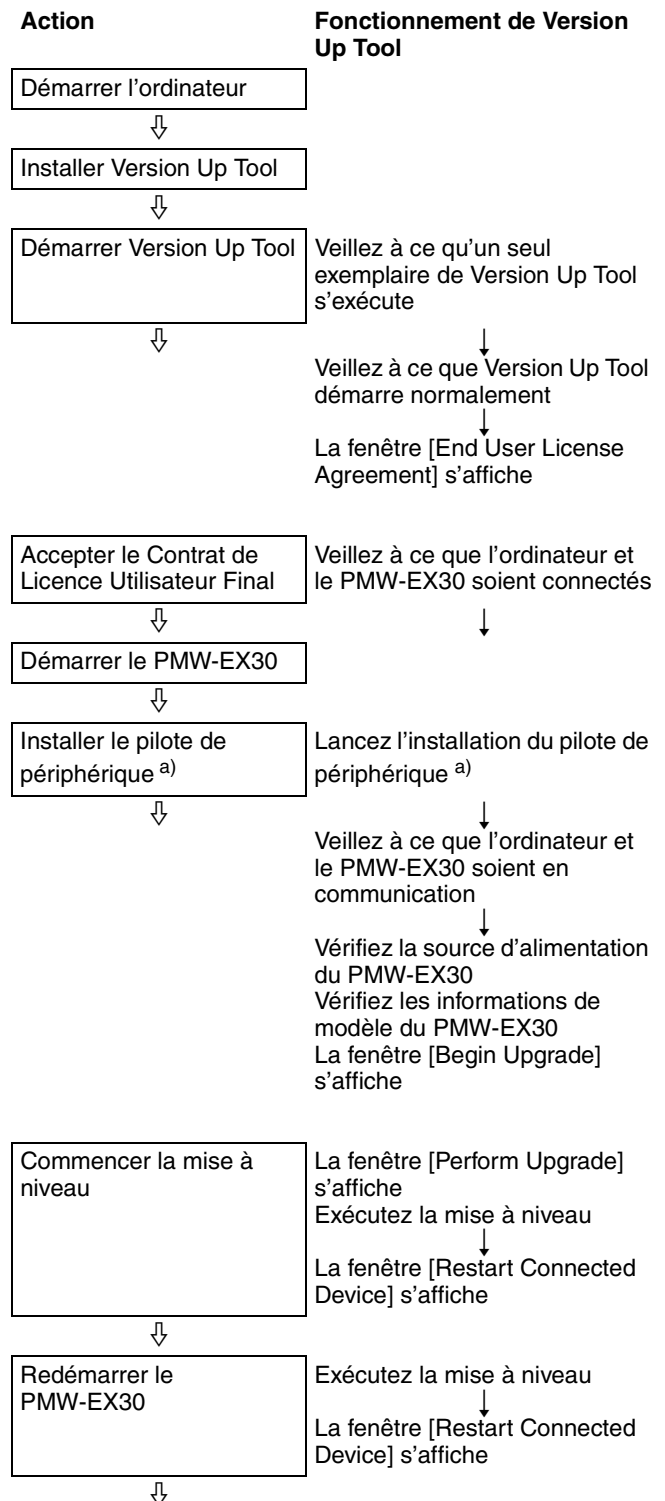 Action
Fonctionnement de Version
Up Tool
Démarrer l’ordinateur
Installer Version Up Tool
Démarrer Version Up Tool
Veillez à ce qu’un seul
exemplaire de Version Up Tool
s’exécute
Veillez à ce que Version Up Tool
démarre normalement
La fenêtre [End User License
Agreement] s’affiche
Accepter le Contrat de
Licence Utilisateur Final
Veillez à ce que l’ordinateur et
le PMW-EX30 soient connectés
Démarrer le PMW-EX30
Installer le pilote de
périphérique a)
Lancez l’installation du pilote de
périphérique a)
Veillez à ce que l’ordinateur et
le PMW-EX30 soient en
communication
Vérifiez la source d’alimentation
du PMW-EX30
Vérifiez les informations de
modèle du PMW-EX30
La fenêtre [Begin Upgrade]
s’affiche
Commencer la mise à
niveau
La fenêtre [Perform Upgrade]
s’affiche
Exécutez la mise à niveau
La fenêtre [Restart Connected
Device] s’affiche
Redémarrer le
PMW-EX30
Exécutez la mise à niveau
La fenêtre [Restart Connected
Device] s’affiche